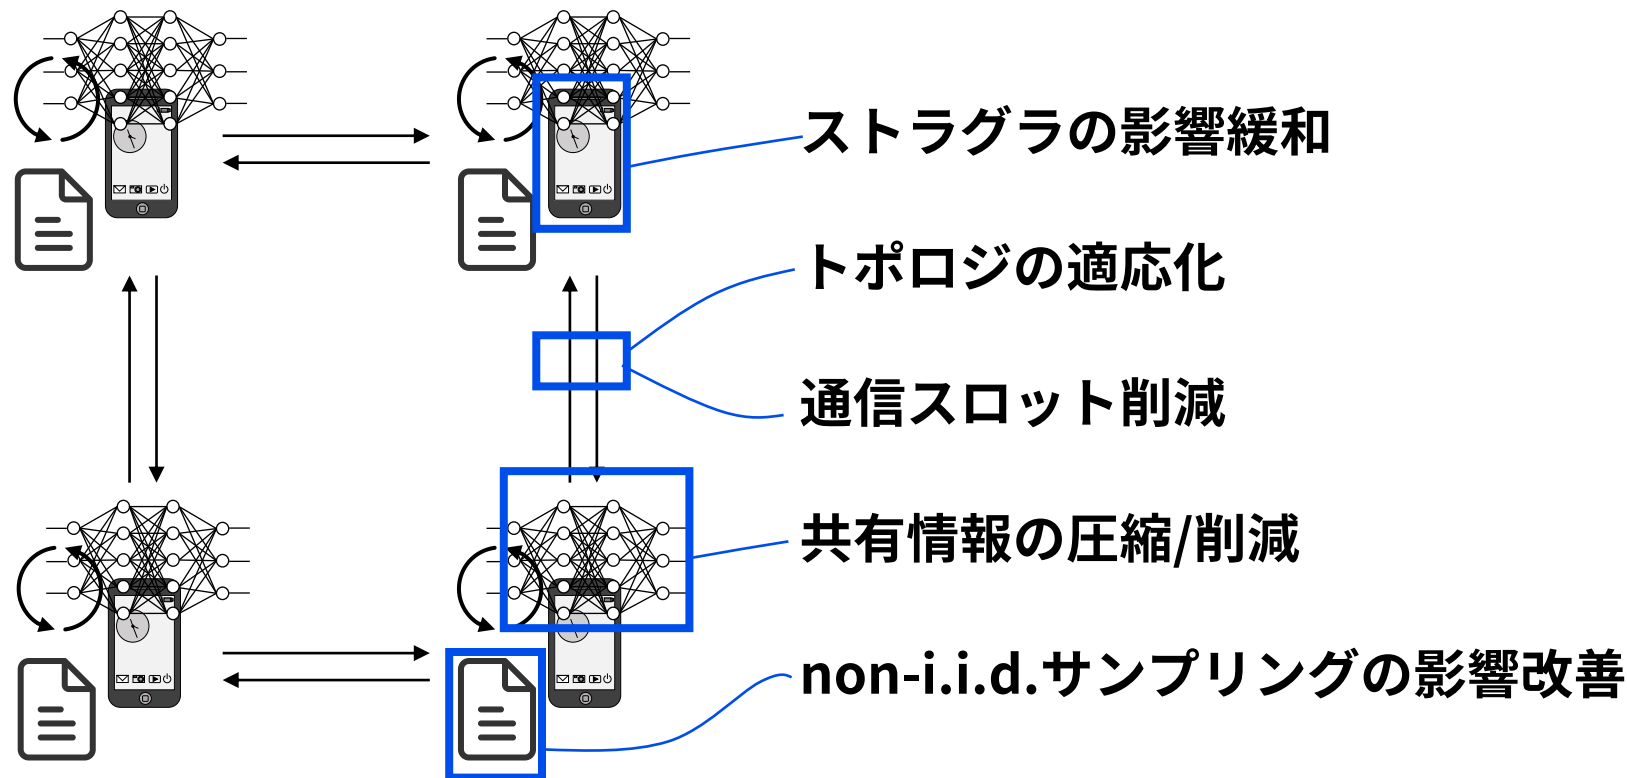 ストラグラの影響緩和
トポロジの適応化
通信スロット削減
共有情報の圧縮/削減
non-i.i.d.サンプリングの影響改善